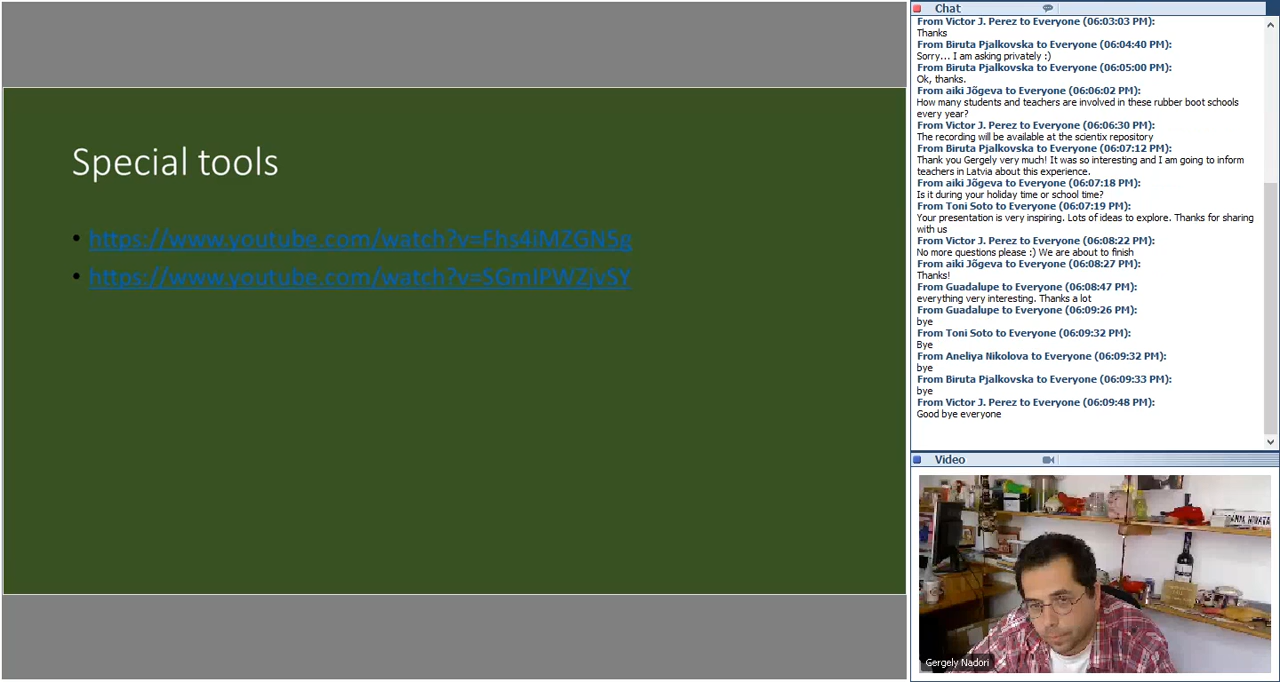 Special tools
• https://www.youtube.com/watch?v=Fhs4iMZGN5g
• https://www.youtube.com/watch?v=SGmIPWZjvSY
Chat
From Victor J. Perez to Everyone (06:03:03 PM):
Thanks
From Biruta Pjalkovska to Everyone (06:04:40 PM):
Sorry... I am asking privately :)
From Biruta Pjalkovska to Everyone (06:05:00 PM):
Ok, thanks.
From aiki Jõgeva to Everyone (06:06:02 PM):
How many students and teachers are involved in these rubber boot schools
every year?
From Victor J. Perez to Everyone (06:06:30 PM):
The recording will be available at the scientix repository
From Biruta Pjalkovska to Everyone (06:07:12 PM):
Thank you Gergely very much! It was so interesting and I am going to inform
teachers in Latvia about this experience.
From aiki Jõgeva to Everyone (06:07:18 PM):
Is it during your holiday time or school time?
From Toni Soto to Everyone (06:07:19 PM):
Your presentation is very inspiring. Lots of ideas to explore. Thanks for sharing
with us
From Victor J. Perez to Everyone (06:08:22 PM):
No more questions please :) We are about to finish
From aiki Jõgeva to Everyone (06:08:27 PM):
Thanks!
From Guadalupe to Everyone (06:08:47 PM):
everything very interesting. Thanks a lot
From Guadalupe to Everyone (06:09:26 PM):
bye
From Toni Soto to Everyone (06:09:32 PM):
Bye
From Aneliya Nikolova to Everyone (06:09:32 PM):
bye
From Biruta Pjalkovska to Everyone (06:09:33 PM):
bye
From Victor J. Perez to Everyone (06:09:48 PM):
Good bye everyone
Video
Gergely Nadori